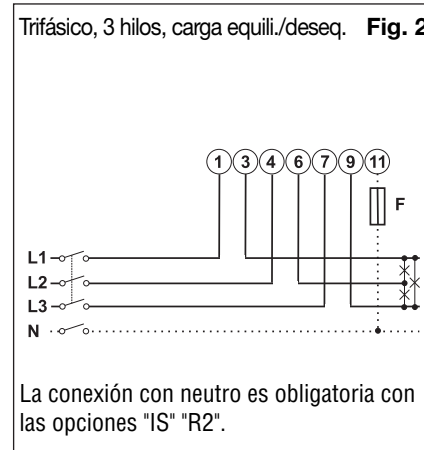 Trifásico, 3 hilos, carga equili./deseq. Fig. 2
1 3 4 6 7 9 11
F
L1
L2
L3
N
La conexión con neutro es obligatoria con
las opciones "IS" "R2".